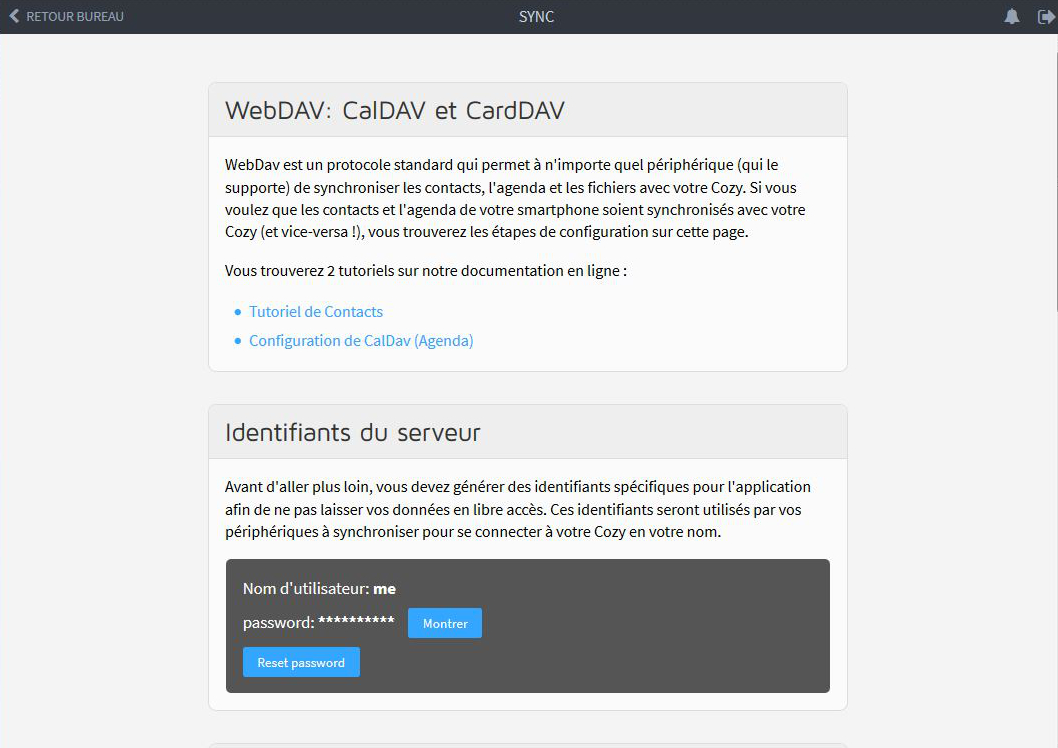 RETOUR BUREAU
SYNC
WebDAV: CalDAV et CardDAV
WebDav est un protocole standard qui permet à n'importe quel périphérique (qui le
supporte) de synchroniser les contacts, l'agenda et les fichiers avec votre Cozy. Si vous
voulez que les contacts et l'agenda de votre smartphone soient synchronisés avec votre
Cozy (et vice-versa !), vous trouverez les étapes de configuration sur cette page.
Vous trouverez 2 tutoriels sur notre documentation en ligne :
Tutoriel de Contacts
Configuration de CalDav (Agenda)
Identifiants du serveur
Avant d'aller plus loin, vous devez générer des identifiants spécifiques pour l'application
afin de ne pas laisser vos données en libre accès. Ces identifiants seront utilisés par vos
périphériques à synchroniser pour se connecter à votre Cozy en votre nom.
Nom d'utilisateur: me
password: ********** Montrer
Reset password